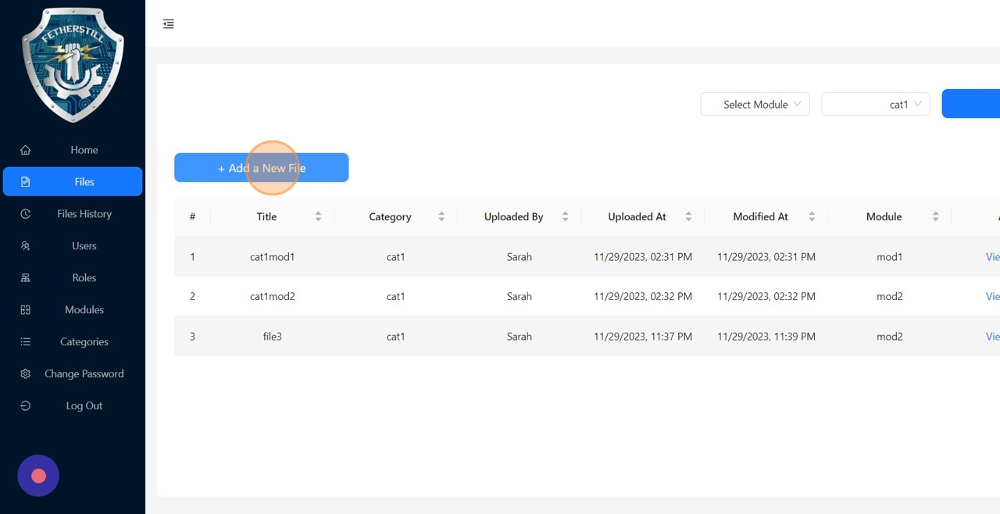 FETHERSTILL
Home
Files
Files History
Users
Roles
Modules
Categories
Change Password
Log Out
Select Module
cat1
+ Add a New File
# Title Category Uploaded By Uploaded At Modified At Module
1 cat1mod1 cat1 Sarah 11/29/2023, 02:31 PM 11/29/2023, 02:31 PM mod1 Vie
2 cat1mod2 cat1 Sarah 11/29/2023, 02:32 PM 11/29/2023, 02:32 PM mod2 Vie
3 file3 cat1 Sarah 11/29/2023, 11:37 PM 11/29/2023, 11:39 PM mod2 Vie